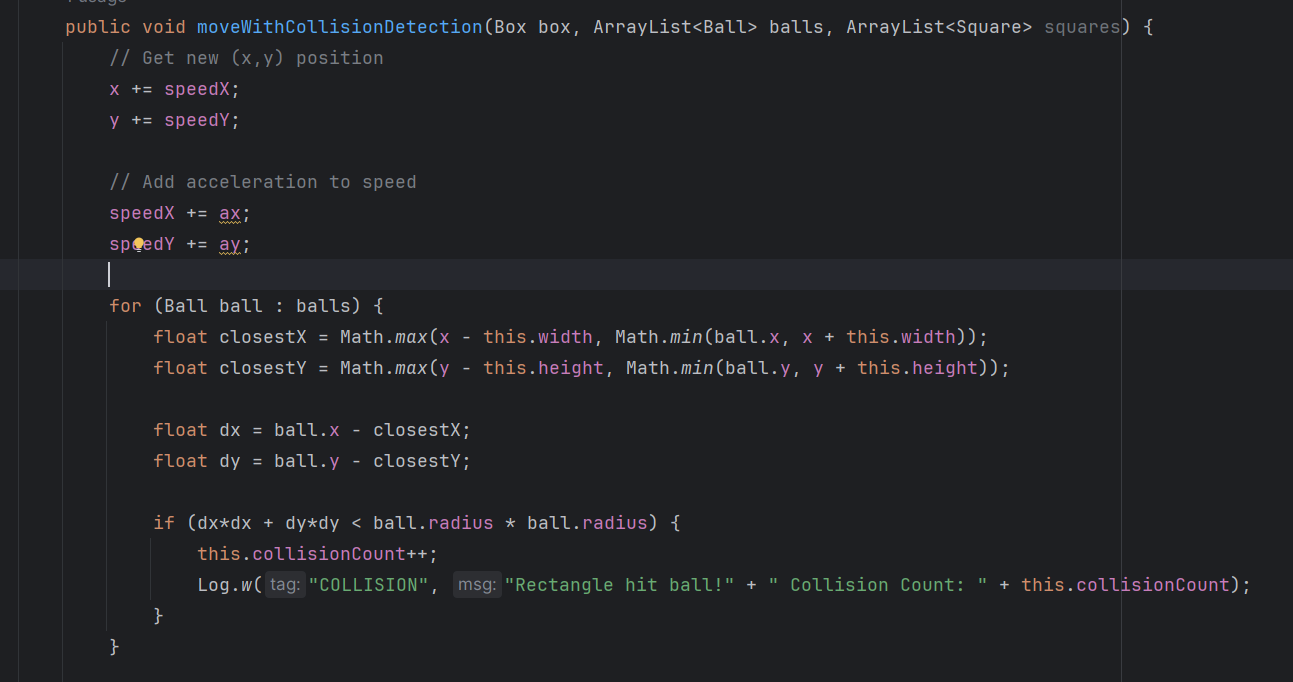 public void moveWithCollisionDetection(Box box, ArrayList<Ball> balls, ArrayList<Square> squares) {
// Get new (x,y) position
x += speedX;
y += speedY;
// Add acceleration to speed
speedX += ax;
speedY += ay;
for (Ball ball : balls) {
float closestX = Math.max(x - this.width, Math.min(ball.x, x + this.width));
float closestY = Math.max(y - this.height, Math.min(ball.y, y + this.height));
float dx = ball.x - closestX;
float dy = ball.y - closestY;
if (dx*dx + dy*dy < ball.radius * ball.radius) {
this.collisionCount++;
Log.w( tag: "COLLISION", msg: "Rectangle hit ball!" + " Collision Count: " + this.collisionCount);
}
}